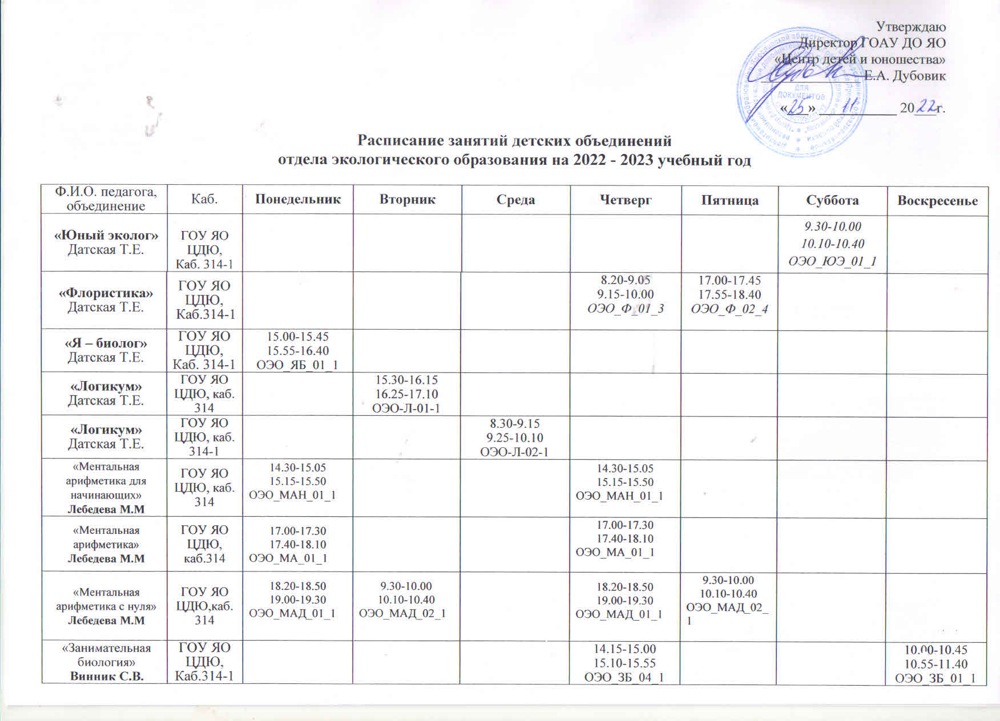 Утверждаю
Директор ГОАУ ДО ЯО
«Центр детей и юношества»
Е.А. Дубовик
ДЛЯ
ДОКУМЕНТОВ
«25» 11 2022г.
Расписание занятий детских объединений
отдела экологического образования на 2022 - 2023 учебный год
Ф.И.О. педагога,
объединение
Каб.
Понедельник
Вторник
Среда
Четверг
Пятница
Суббота
Воскресенье
«Юный эколог»
Датская Т.Е.
ГОУ ЯО
ЦДЮ,
Каб. 314-1
9.30-10.00
10.10-10.40
ОЭО_ЮЭ_01_1
«Флористика»
Датская Т.Е.
ГОУ ЯО
ЦДЮ,
Каб.314-1
8.20-9.05
9.15-10.00
ОЭО_Ф_01_3
17.00-17.45
17.55-18.40
ОЭО_Ф_02_4
«Я – биолог»
Датская Т.Е.
ГОУ ЯО
ЦДЮ,
Каб. 314-1
15.00-15.45
15.55-16.40
ОЭО_ЯБ_01_1
«Логикум»
Датская Т.Е.
ГОУ ЯО
ЦДЮ, каб.
314
15.30-16.15
16.25-17.10
ОЭО-Л-01-1
«Логикум»
Датская Т.Е.
ГОУ ЯО
ЦДЮ, каб.
314-1
8.30-9.15
9.25-10.10
ОЭО-Л-02-1
«Ментальная
арифметика для
начинающих»
Лебедева М.М
ГОУ ЯО
ЦДЮ, каб.
314
14.30-15.05
15.15-15.50
ОЭО_МАН_01_1
14.30-15.05
15.15-15.50
ОЭО_МАН_01_1
«Ментальная
арифметика»
Лебедева М.М
ГОУ ЯО
ЦДЮ,
каб.314
17.00-17.30
17.40-18.10
ОЭО_МА_01_1
17.00-17.30
17.40-18.10
ОЭО_МА_01_1
«Ментальная
арифметика с нуля»
Лебедева М.М
ГОУ ЯО
ЦДЮ,каб.
314
18.20-18.50
19.00-19.30
ОЭО_МАД_01_1
9.30-10.00
10.10-10.40
ОЭО_МАД_02_1
18.20-18.50
19.00-19.30
ОЭО_МАД_01_1
9.30-10.00
10.10-10.40
ОЭО_МАД_02_
1
«Занимательная
биология»
Винник С.В.
ГОУ ЯО
ЦДЮ,
Каб.314-1
14.15-15.00
15.10-15.55
ОЭО_ЗБ_04_1
10.00-10.45
10.55-11.40
ОЭО_ЗБ_01_1